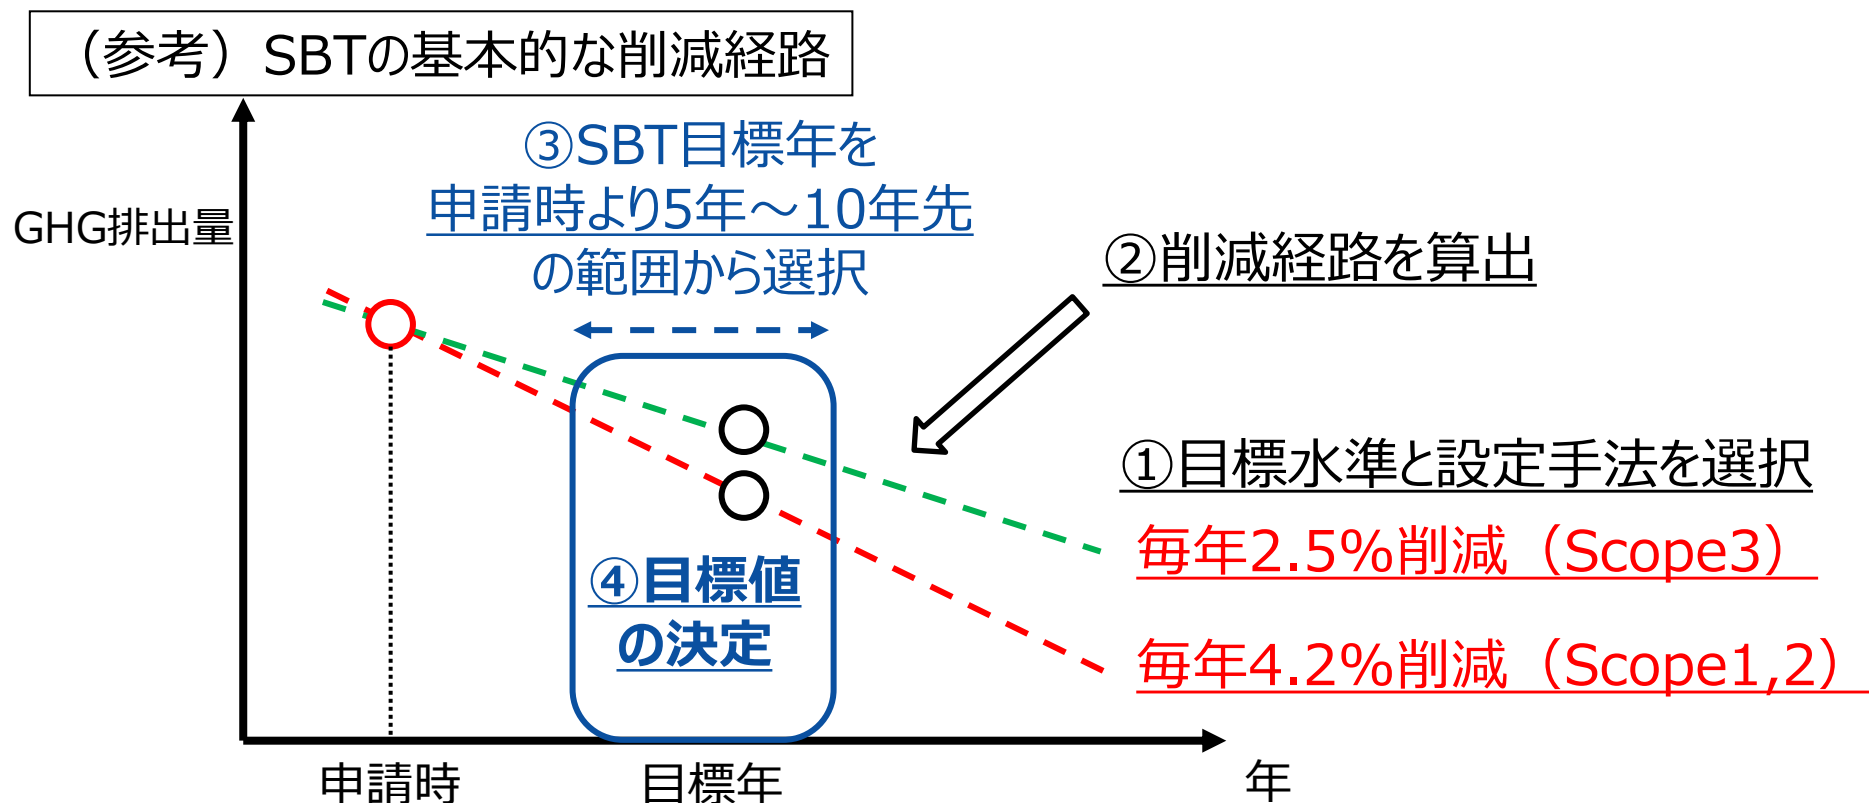 （参考）SBTの基本的な削減経路
③SBT目標年を
申請時より5年～10年先
の範囲から選択
GHG排出量
②削減経路を算出
①目標水準と設定手法を選択
毎年2.5%削減（Scope3）
④目標値
の決定
毎年4.2%削減（Scope1,2）
申請時
目標年
年